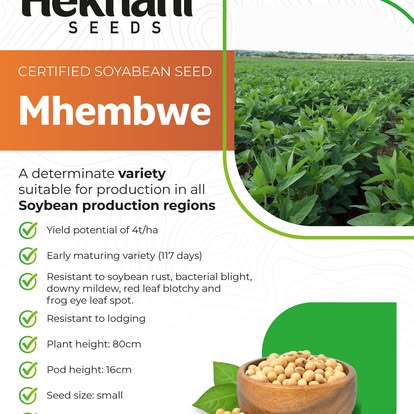 Hekhani
SEEDS
CERTIFIED SOYABEAN SEED
Mhembwe
A determinate variety
suitable for production in all
Soybean production regions
Yield potential of 4t/ha
Early maturing variety (117 days)
Resistant to soybean rust, bacterial blight,
downy mildew, red leaf blotchy and
frog eye leaf spot.
Resistant to lodging
Plant height: 80cm
Pod height: 16cm
Seed size: small